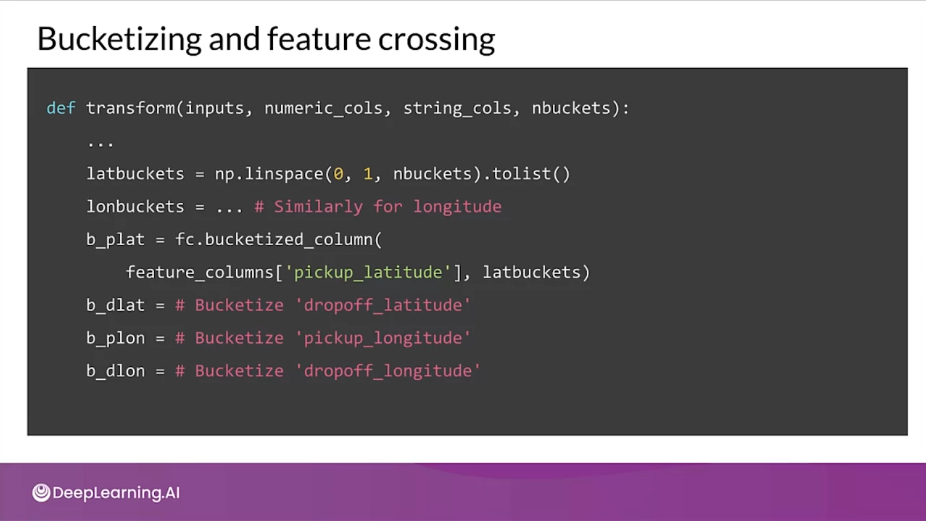 Bucketizing and feature crossing
def transform(inputs, numeric_cols, string_cols, nbuckets):
...
latbuckets = np.linspace(0, 1, nbuckets).tolist()
lonbuckets = ... # Similarly for longitude
b_plat = fc.bucketized_column(
feature_columns['pickup_latitude'], latbuckets)
b_dlat = # Bucketize 'dropoff_latitude'
b_plon = # Bucketize 'pickup_longitude'
b_dlon = # Bucketize 'dropoff_longitude'
DeepLearning.AI